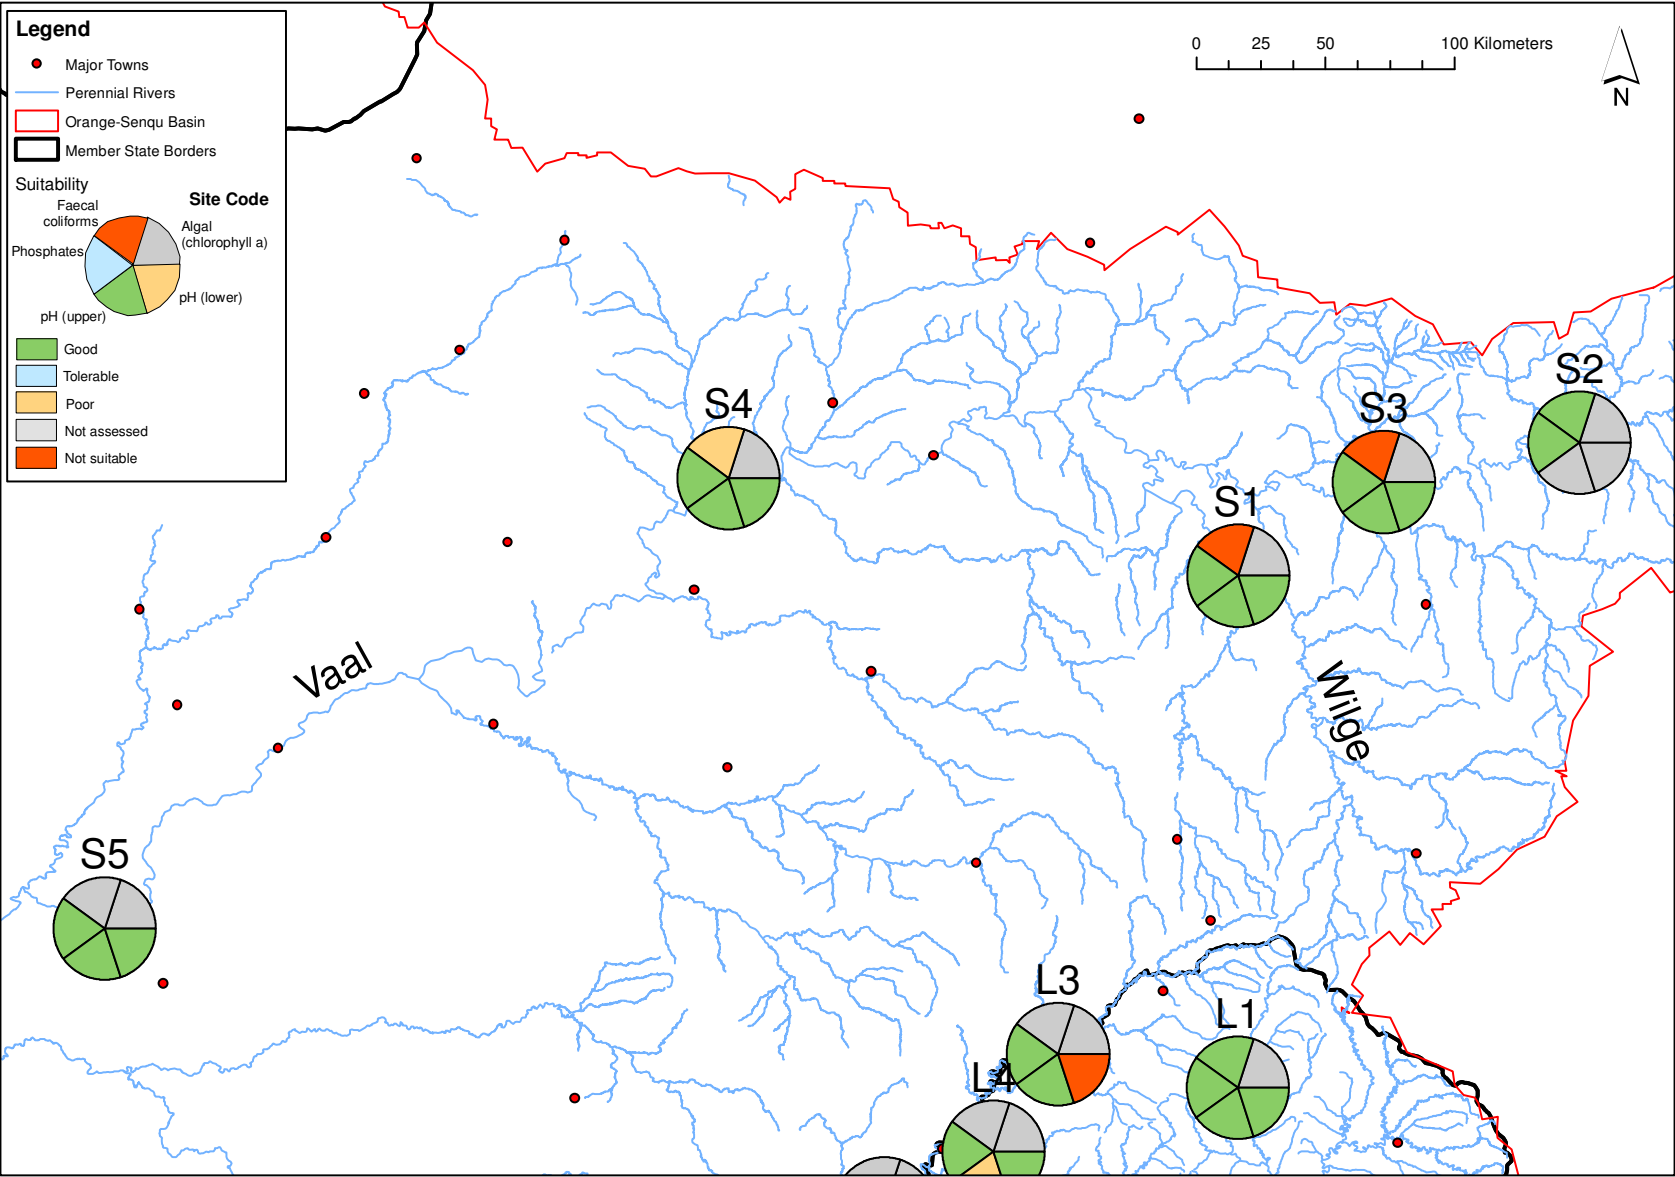 Legend
Major Towns
Perennial Rivers
Orange-Senqu Basin
Member State Borders
Suitability
Site Code
Faecal
coliforms
Algal
(chlorophyll a)
Phosphates
pH (lower)
pH (upper)
Good
Tolerable
Poor
Not assessed
Not suitable
0 25 50 100 Kilometers
N
S2
S4
S3
S1
Vaal
Wilge
S5
L3
L1
L4